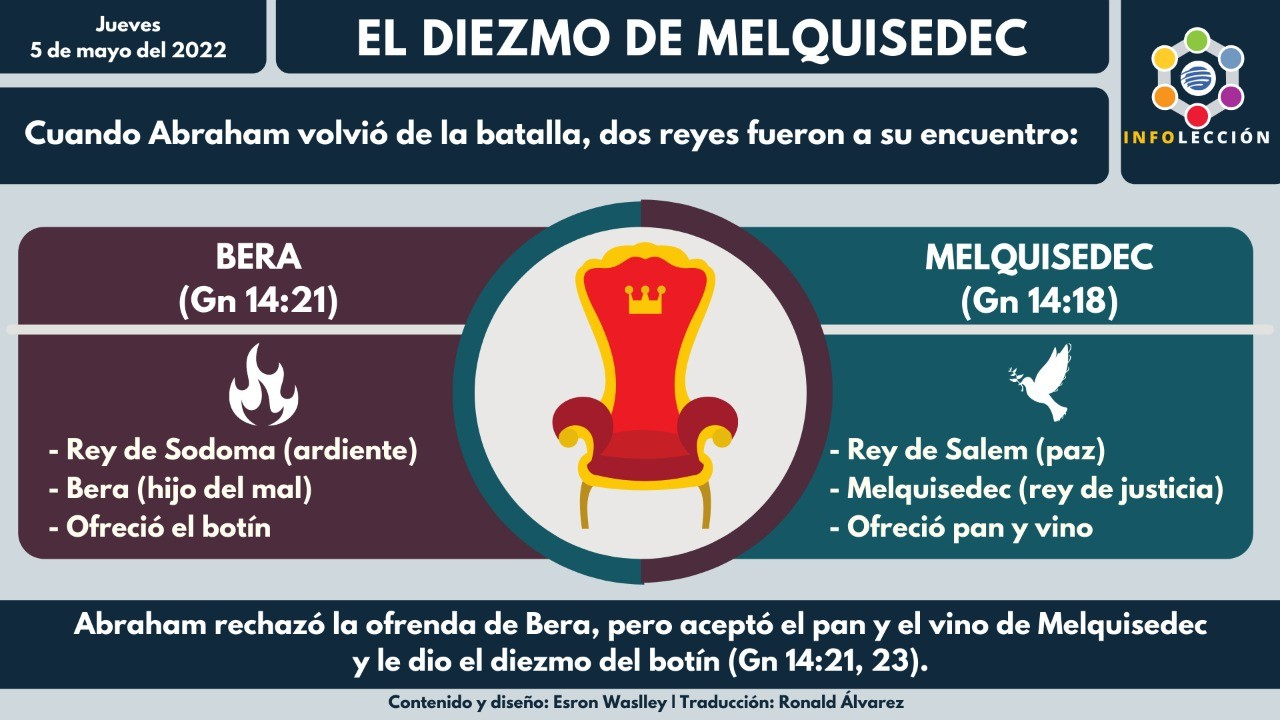 Jueves
5 de mayo del 2022
EL DIEZMO DE MELQUISEDEC
INFOLECCIÓN
Cuando Abraham volvió de la batalla, dos reyes fueron a su encuentro:
BERA
(Gn 14:21)
- Rey de Sodoma (ardiente)
- Bera (hijo del mal)
- Ofreció el botín
MELQUISEDEC
(Gn 14:18)
- Rey de Salem (paz)
- Melquisedec (rey de justicia)
- Ofreció pan y vino
Abraham rechazó la ofrenda de Bera, pero aceptó el pan y el vino de Melquisedec
y le dio el diezmo del botín (Gn 14:21, 23).
Contenido y diseño: Esron Waslley | Traducción: Ronald Álvarez